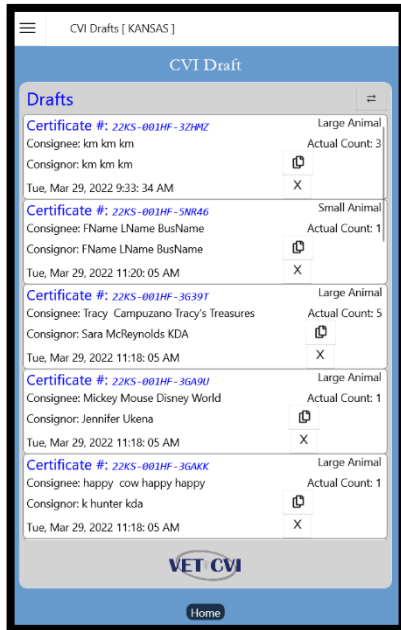 CVI Drafts [ KANSAS ]
CVI Draft
Drafts
Certificate #: 22KS-001HF-3ZHMZ Large Animal
Consignee: km km km Actual Count: 3
Consignor: km km km
Tue, Mar 29, 2022 9:33: 34 AM X
Certificate #: 22KS-001HF-5NR46 Small Animal
Consignee: FName LName BusName Actual Count: 1
Consignor: FName LName BusName
Tue, Mar 29, 2022 11:20: 05 AM X
Certificate #: 22KS-001HF-3G39T Large Animal
Consignee: Tracy Campuzano Tracy's Treasures Actual Count: 5
Consignor: Sara McReynolds KDA
Tue, Mar 29, 2022 11:18: 05 AM X
Certificate #: 22KS-001HF-3GA9U Large Animal
Consignee: Mickey Mouse Disney World Actual Count: 1
Consignor: Jennifer Ukena
Tue, Mar 29, 2022 11:18: 05 AM X
Certificate #: 22KS-001HF-3GAKK Large Animal
Consignee: happy cow happy happy Actual Count: 1
Consignor: k hunter kda
Tue, Mar 29, 2022 11:18: 05 AM X
VET CVI
Home